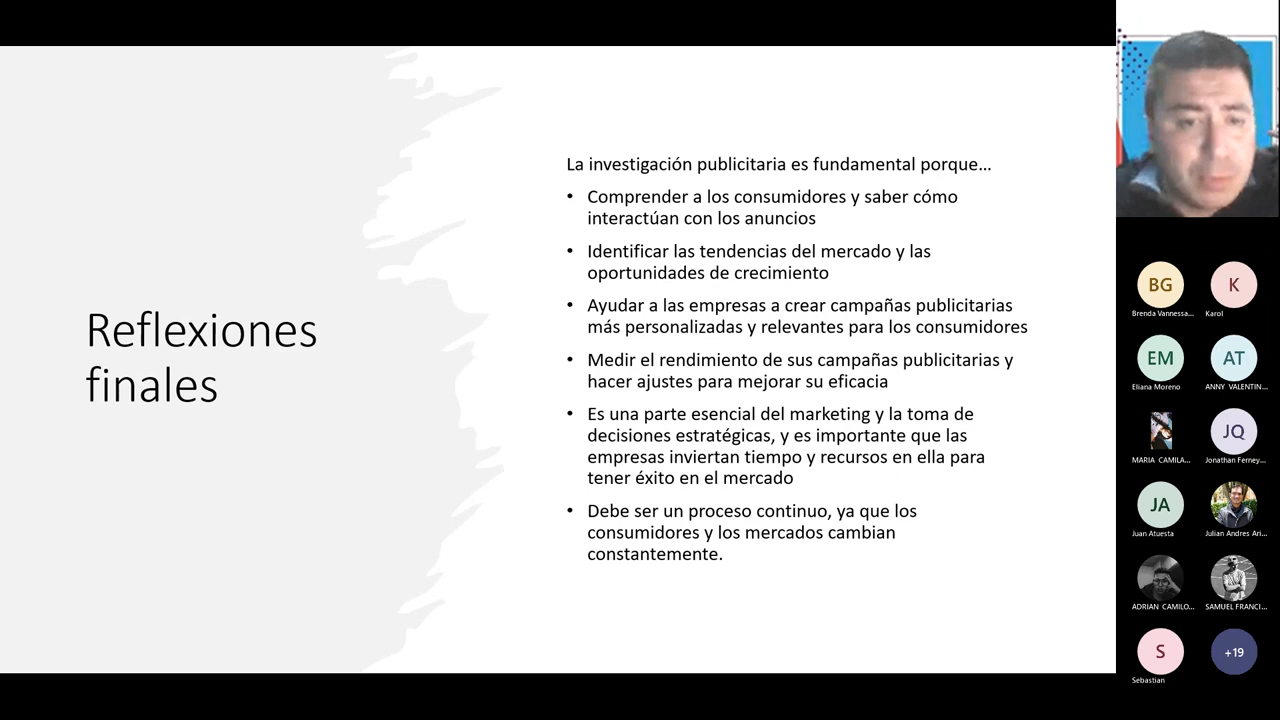 Reflexiones
finales
La investigación publicitaria es fundamental porque...
• Comprender a los consumidores y saber cómo
interactúan con los anuncios
• Identificar las tendencias del mercado y las
oportunidades de crecimiento
• Ayudar a las empresas a crear campañas publicitarias
más personalizadas y relevantes para los consumidores
• Medir el rendimiento de sus campañas publicitarias y
hacer ajustes para mejorar su eficacia
• Es una parte esencial del marketing y la toma de
decisiones estratégicas, y es importante que las
empresas inviertan tiempo y recursos en ella para
tener éxito en el mercado
• Debe ser un proceso continuo, ya que los
consumidores y los mercados cambian
constantemente.
BG
K
Brenda Vannessa...
Karol
EM
AT
Eliana Moreno
ANNY VALENTIN...
JQ
MARIA CAMILA...
Jonathan Ferney...
JA
Juan Atuesta
Julian Andres Ari...
ADRIAN CAMILO...
SAMUEL FRANCI...
S
+19
Sebastian